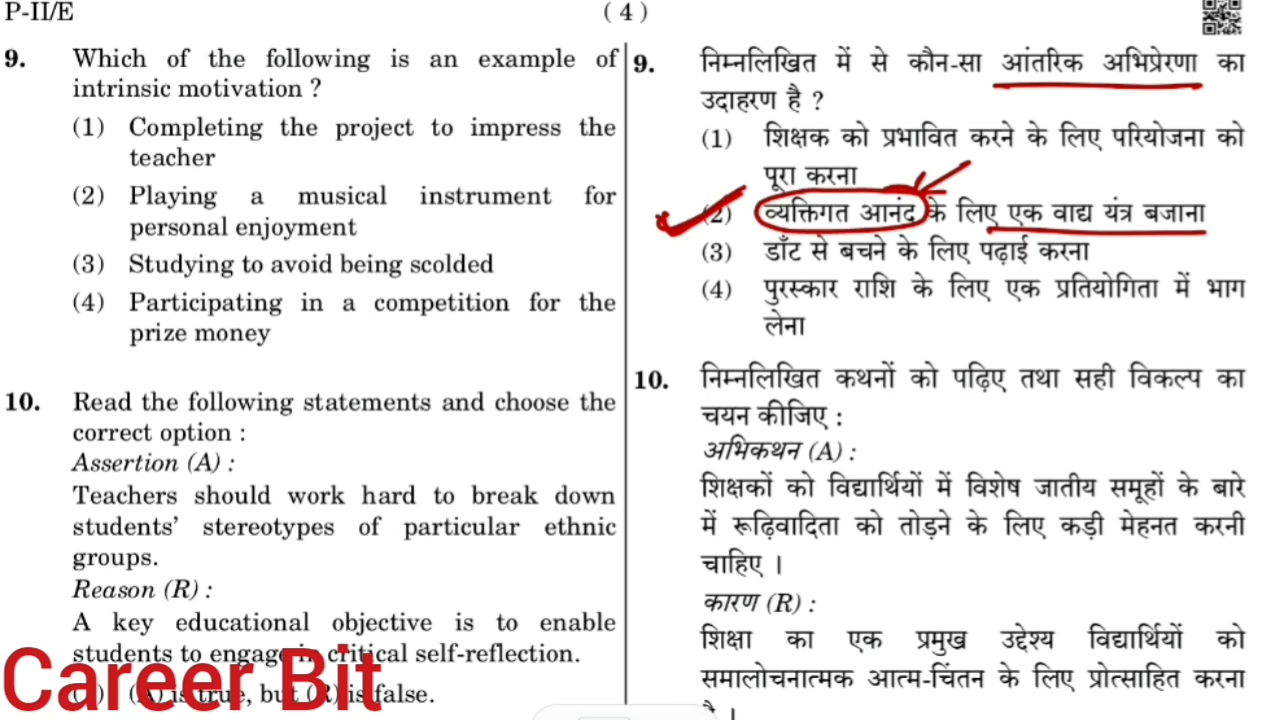 P-II/E
( 4 )
9. Which of the following is an example of
intrinsic motivation ?
(1) Completing the project to impress the
teacher
(2) Playing a musical instrument for
personal enjoyment
(3) Studying to avoid being scolded
(4) Participating in a competition for the
prize money
10. Read the following statements and choose the
correct option :
Assertion (A) :
Teachers should work hard to break down
students’ stereotypes of particular ethnic
groups.
Reason (R) :
A key educational objective is to enable
students to engage in critical self-reflection.
(A) is true, but (R) is false.
9. निम्नलिखित में से कौन-सा आंतरिक अभिप्रेरणा का
उदाहरण है ?
(1) शिक्षक को प्रभावित करने के लिए परियोजना को
पूरा करना
(2) व्यक्तिगत आनंद के लिए एक वाद्य यंत्र बजाना
(3) डाँट से बचने के लिए पढ़ाई करना
(4) पुरस्कार राशि के लिए एक प्रतियोगिता में भाग
लेना
10. निम्नलिखित कथनों को पढ़िए तथा सही विकल्प का
चयन कीजिए :
अभिकथन (A) :
शिक्षकों को विद्यार्थियों में विशेष जातीय समूहों के बारे
में रूढ़िवादिता को तोड़ने के लिए कड़ी मेहनत करनी
चाहिए ।
कारण (R) :
शिक्षा का एक प्रमुख उद्देश्य विद्यार्थियों को
समालोचनात्मक आत्म-चिंतन के लिए प्रोत्साहित करना
है ।
Career Bit